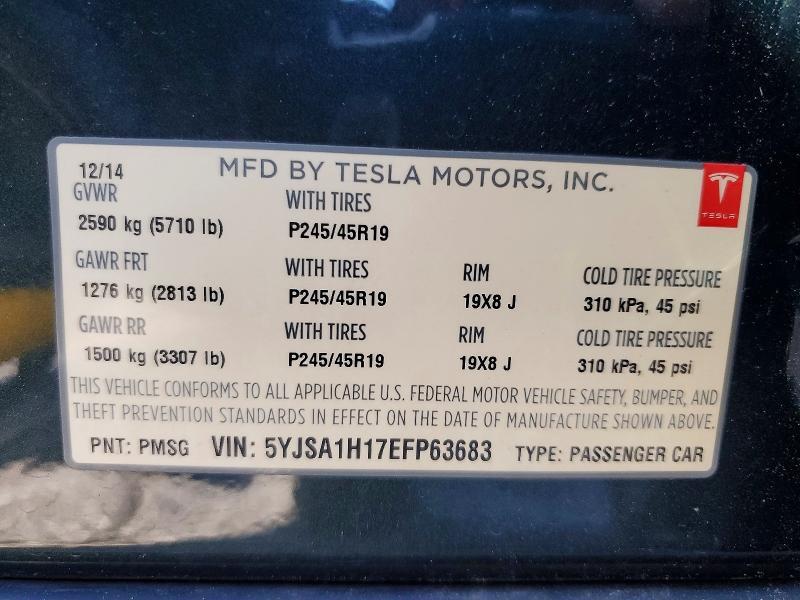 12/14 MFD BY TESLA MOTORS, INC.
TESLA
GVWR WITH TIRES
2590 kg (5710 lb) P245/45R19
GAWR FRT WITH TIRES RIM COLD TIRE PRESSURE
1276 kg (2813 lb) P245/45R19 19X8 J 310 kPa, 45 psi
GAWR RR WITH TIRES RIM COLD TIRE PRESSURE
1500 kg (3307 lb) P245/45R19 19X8 J 310 kPa, 45 psi
THIS VEHICLE CONFORMS TO ALL APPLICABLE U.S. FEDERAL MOTOR VEHICLE SAFETY, BUMPER, AND
THEFT PREVENTION STANDARDS IN EFFECT ON THE DATE OF MANUFACTURE SHOWN ABOVE.
PNT: PMSG VIN: 5YJSA1H17EFP63683 TYPE: PASSENGER CAR